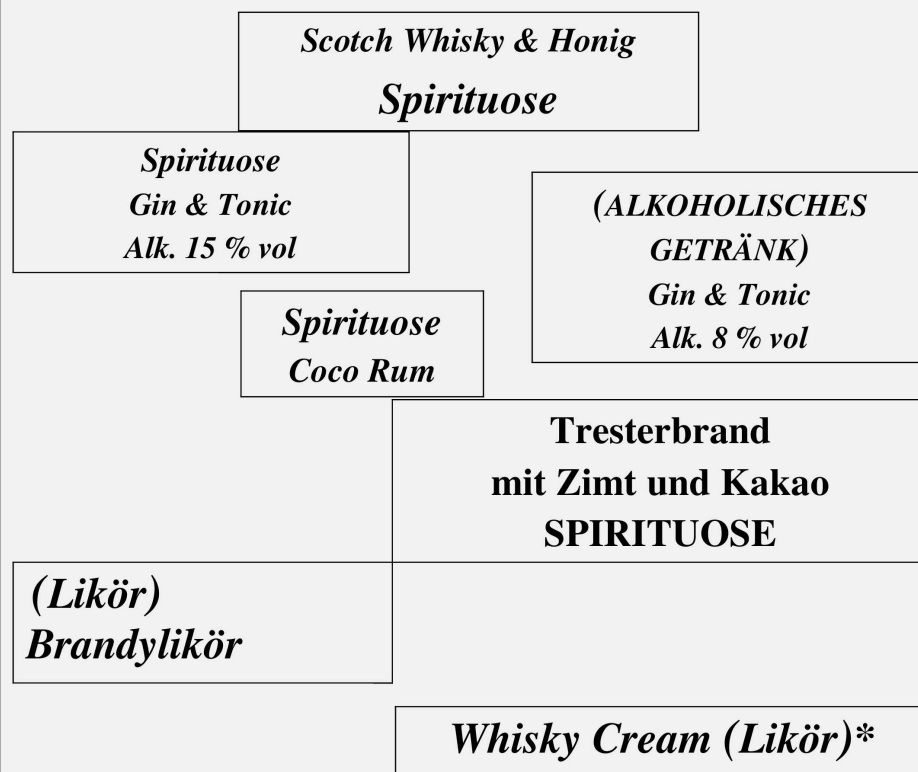 Scotch Whisky & Honig
Spirituose
Spirituose
Gin & Tonic
Alk. 15 % vol
(ALKOHOLISCHES
GETRÄNK)
Gin & Tonic
Alk. 8 % vol
Spirituose
Coco Rum
Tresterbrand
mit Zimt und Kakao
SPIRITUOSE
(Likör)
Brandylikör
Whisky Cream (Likör)*